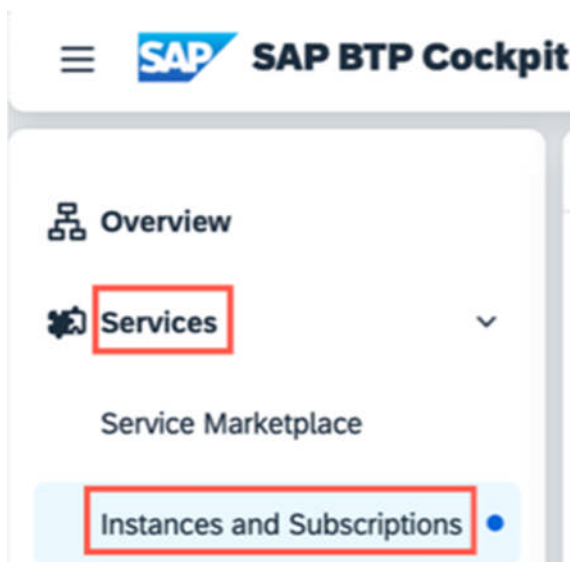 SAP SAP BTP Cockpit
Overview
Services
Service Marketplace
Instances and Subscriptions